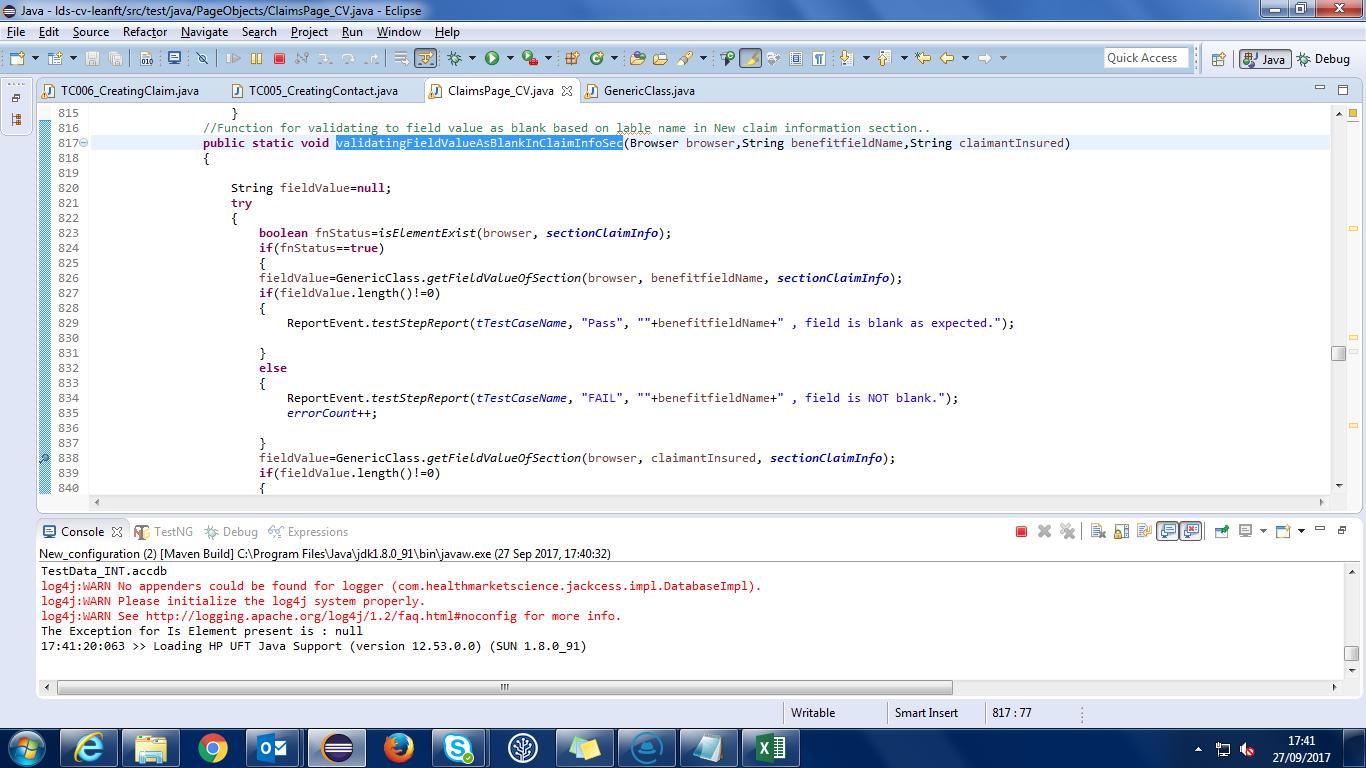 Java - lds-cv-leanft/src/test/java/PageObjects/ClaimsPage_CV.java - Eclipse
File Edit Source Refactor Navigate Search Project Run Window Help
Quick Access Java Debug
TC006_CreatingClaim.java TC005_CreatingContact.java ClaimsPage_CV.java GenericClass.java
815 }
816 //Function for validating to field value as blank based on lable name in New claim information section..
817 public static void validatingFieldValueAsBlankInClaimInfoSec(Browser browser,String benefitfieldName,String claimantInsured)
818 {
819
820 String fieldValue=null;
821 try
822 {
823 boolean fnStatus=isElementExist(browser, sectionClaimInfo);
824 if(fnStatus==true)
825 {
826 fieldValue=GenericClass.getFieldValueOfSection(browser, benefitfieldName, sectionClaimInfo);
827 if(fieldValue.length()!=0)
828 {
829 ReportEvent.testStepReport(tTestCaseName, "Pass", ""+benefitfieldName+" , field is blank as expected.");
830
831 }
832 else
833 {
834 ReportEvent.testStepReport(tTestCaseName, "FAIL", ""+benefitfieldName+" , field is NOT blank.");
835 errorCount++;
836
837 }
838 fieldValue=GenericClass.getFieldValueOfSection(browser, claimantInsured, sectionClaimInfo);
839 if(fieldValue.length()!=0)
840 {
Console TestNG Debug Expressions
New_configuration (2) [Maven Build] C:\Program Files\Java\jdk1.8.0_91\bin\javaw.exe (27 Sep 2017, 17:40:32)
TestData_INT.accdb
log4j:WARN No appenders could be found for logger (com.healthmarketscience.jackcess.impl.DatabaseImpl).
log4j:WARN Please initialize the log4j system properly.
log4j:WARN See http://logging.apache.org/log4j/1.2/faq.html#noconfig for more info.
The Exception for Is Element present is : null
17:41:20:063 >> Loading HP UFT Java Support (version 12.53.0.0) (SUN 1.8.0_91)
Writable Smart Insert 817 : 77
17:41
27/09/2017